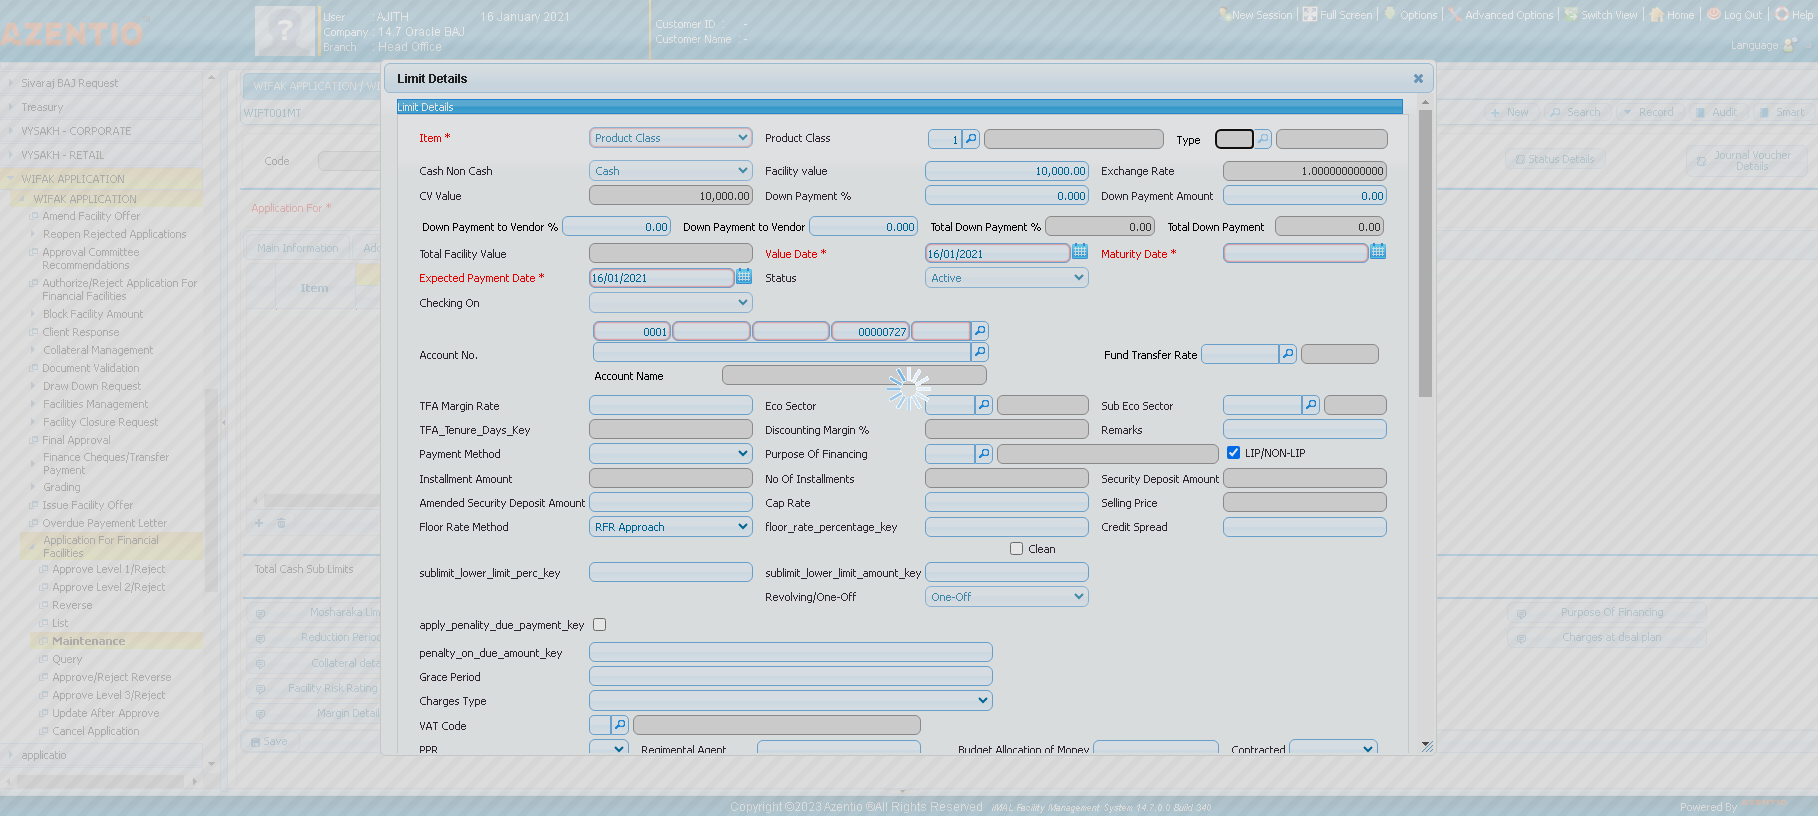 AZENTIO
User : AJITH 16 January 2021
Company : 14.7 Oracle BAJ
Branch : Head Office
Customer ID : -
Customer Name : -
New Session Full Screen Options Advanced Options Switch View Home Log Out Help
Language
Sivaraj BAJ Request
Treasury
VYSAKH - CORPORATE
VYSAKH - RETAIL
WIFAK APPLICATION
WIFAK APPLICATION
Amend Facility Offer
Reopen Rejected Applications
Approval Committee
Recommendations
Authorize/Reject Application For
Financial Facilities
Block Facility Amount
Client Response
Collateral Management
Document Validation
Draw Down Request
Facilities Management
Facility Closure Request
Final Approval
Finance Cheques/Transfer
Payment
Grading
Issue Facility Offer
Overdue Payement Letter
Application For Financial
Facilities
Approve Level 1/Reject
Approve Level 2/Reject
Reverse
List
Maintenance
Query
Approve/Reject Reverse
Approve Level 3/Reject
Update After Approve
Cancel Application
applicatio
WIFAK APPLICATION / WI
WIFT001MT
New Search Record Audit Smart
Code
Status Details
Journal Voucher
Details
Application For *
Main Information Add
Item
Total Cash Sub Limits
Mosharaka Lim
Reduction Period
Collateral deta
Facility Risk Rating
Margin Detail
Save
Purpose Of Financing
Charges at deal plan
Limit Details
Limit Details
Item * Product Class Product Class 1 Type
Cash Non Cash Cash Facility value 10,000.00 Exchange Rate 1.000000000000
CV Value 10,000.00 Down Payment % 0.000 Down Payment Amount 0.00
Down Payment to Vendor % 0.00 Down Payment to Vendor 0.000 Total Down Payment % 0.00 Total Down Payment 0.00
Total Facility Value Value Date * 16/01/2021 Maturity Date *
Expected Payment Date * 16/01/2021 Status Active
Checking On
0001 00000727
Account No. Fund Transfer Rate
Account Name
TFA Margin Rate Eco Sector Sub Eco Sector
TFA_Tenure_Days_Key Discounting Margin % Remarks
Payment Method Purpose Of Financing LIP/NON-LIP
Installment Amount No Of Installments Security Deposit Amount
Amended Security Deposit Amount Cap Rate Selling Price
Floor Rate Method RFR Approach floor_rate_percentage_key Credit Spread
Clean
sublimit_lower_limit_perc_key sublimit_lower_limit_amount_key
Revolving/One-Off One-Off
apply_penality_due_payment_key
penalty_on_due_amount_key
Grace Period
Charges Type
VAT Code
PPR Regimental Agent Budget Allocation of Money Contracted
Copyright ©2023 Azentio ®All Rights Reserved IMAL Facility Management System 14.7.0.0 Build 340
Powered By AZENTIO